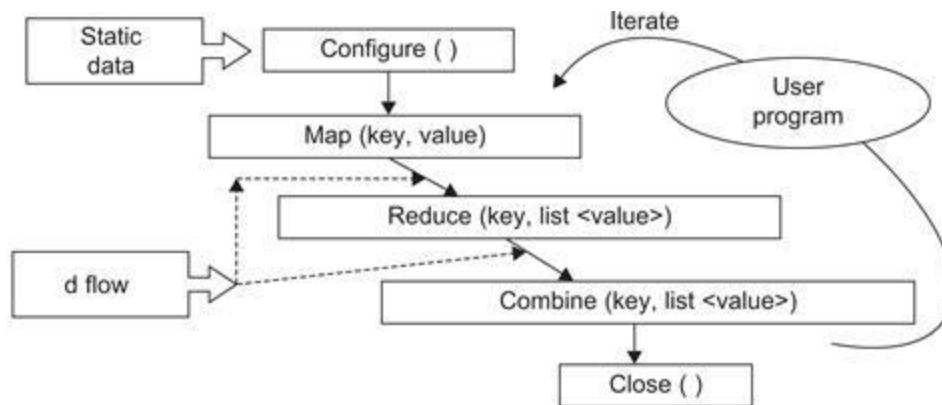 Iterate
Static
data
Configure ( )
User
program
Map (key, value)
Reduce (key, list <value>)
d flow
Combine (key, list <value>)
Close ( )